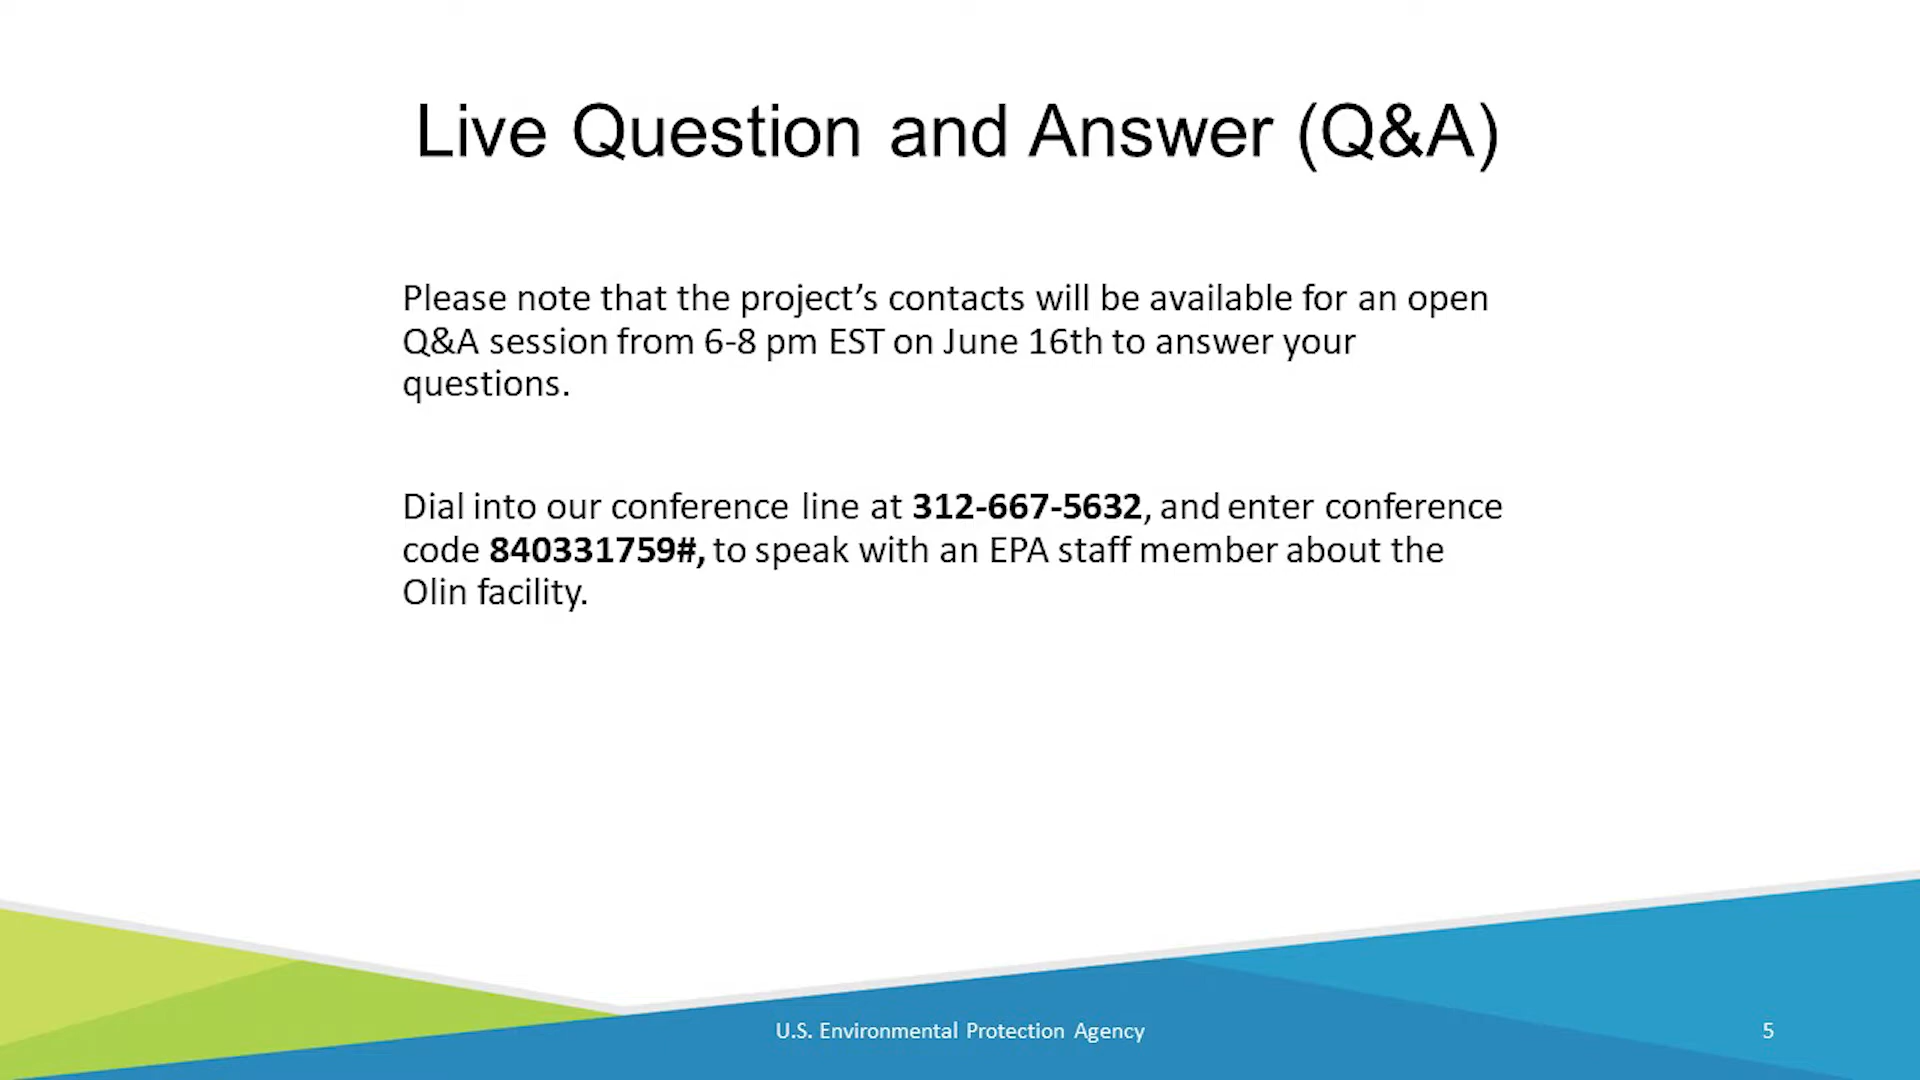 Live Question and Answer (Q&A)
Please note that the project’s contacts will be available for an open
Q&A session from 6-8 pm EST on June 16th to answer your
questions.
Dial into our conference line at 312-667-5632, and enter conference
code 840331759#, to speak with an EPA staff member about the
Olin facility.
U.S. Environmental Protection Agency
5